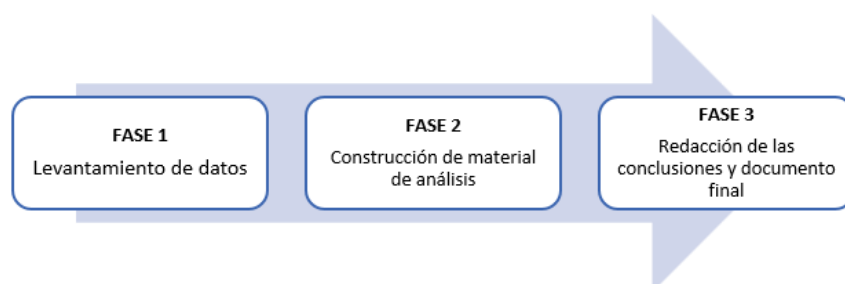 FASE 1
Levantamiento de datos
FASE 2
Construcción de material
de análisis
FASE 3
Redacción de las
conclusiones y documento
final